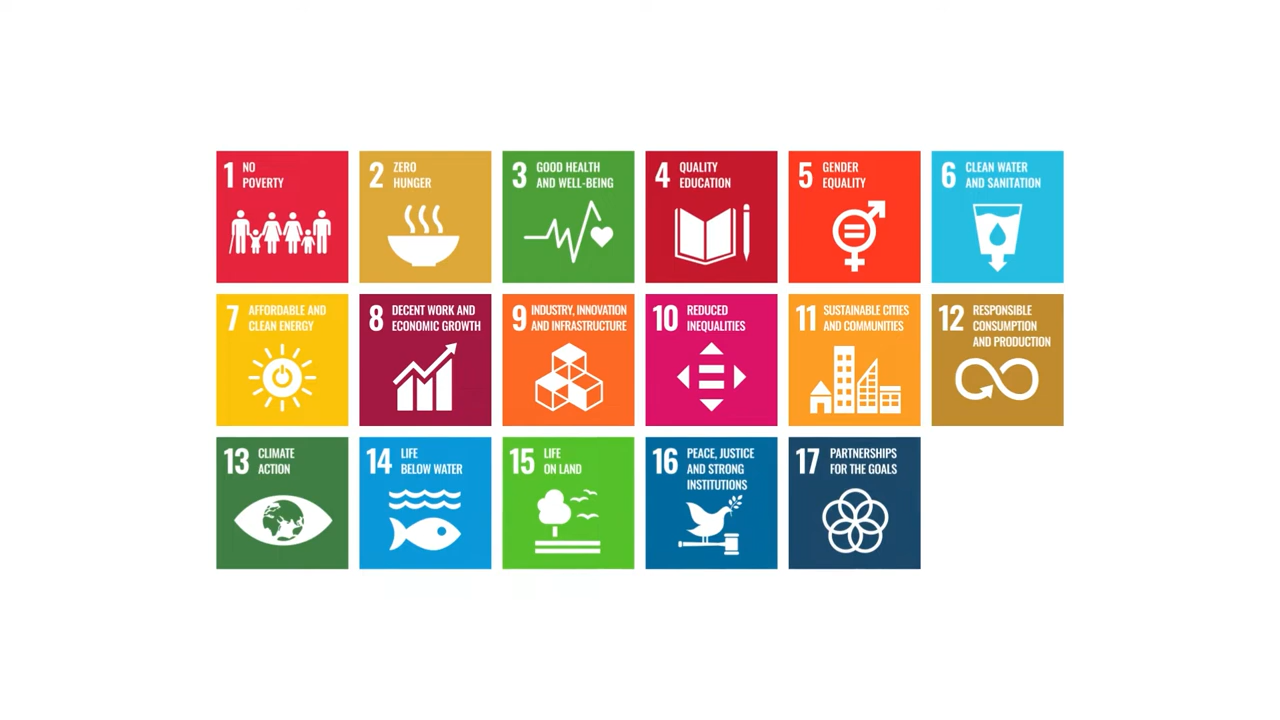 1 NO
POVERTY
2 ZERO
HUNGER
3 GOOD HEALTH
AND WELL-BEING
4 QUALITY
EDUCATION
5 GENDER
EQUALITY
6 CLEAN WATER
AND SANITATION
7 AFFORDABLE AND
CLEAN ENERGY
8 DECENT WORK AND
ECONOMIC GROWTH
9 INDUSTRY, INNOVATION
AND INFRASTRUCTURE
10 REDUCED
INEQUALITIES
11 SUSTAINABLE CITIES
AND COMMUNITIES
12 RESPONSIBLE
CONSUMPTION
AND PRODUCTION
13 CLIMATE
ACTION
14 LIFE
BELOW WATER
15 LIFE
ON LAND
16 PEACE, JUSTICE
AND STRONG
INSTITUTIONS
17 PARTNERSHIPS
FOR THE GOALS